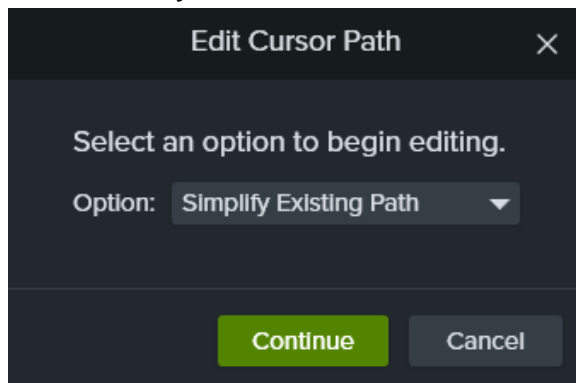 Edit Cursor Path
Select an option to begin editing.
Option: Simplify Existing Path
Continue Cancel